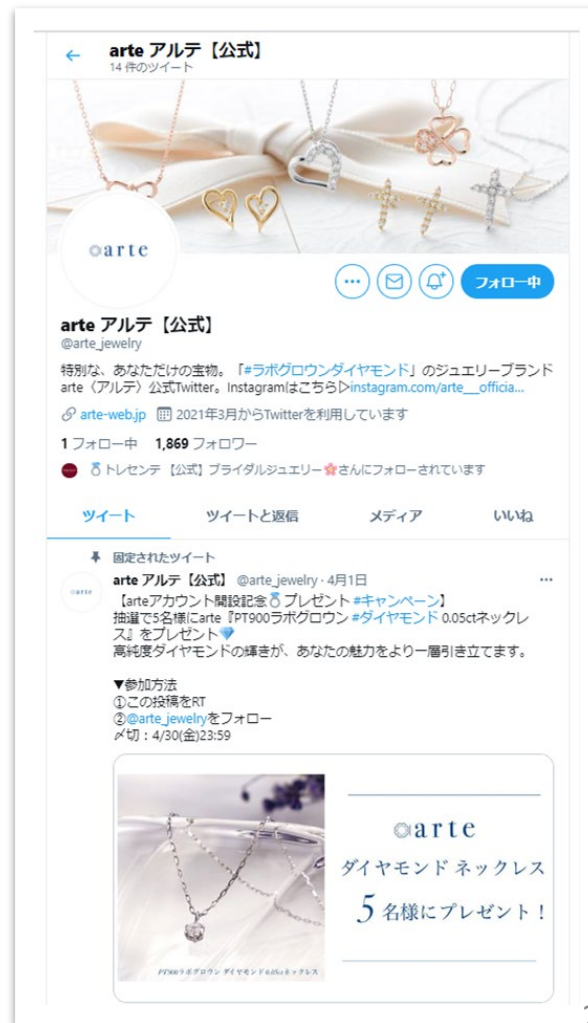 arte アルテ【公式】
14 件のツイート
arte
フォロー中
arte アルテ【公式】
@arte_jewelry
特別な、あなただけの宝物。「#ラボグロウンダイヤモンド」のジュエリーブランド
arte〈アルテ〉公式Twitter。Instagramはこちら▷instagram.com/arte__officia...
arte-web.jp 2021年3月からTwitterを利用しています
1 フォロー中 1,869 フォロワー
💍トレセンテ【公式】ブライダルジュエリー🌸さんにフォローされています
ツイート ツイートと返信 メディア いいね
固定されたツイート
arte
arte アルテ【公式】 @arte_jewelry · 4月1日
【arteアカウント開設記念💍プレゼント #キャンペーン】
抽選で5名様にarte『PT900ラボグロウン #ダイヤモンド 0.05ctネックレ
ス』をプレゼント💎
高純度ダイヤモンドの輝きが、あなたの魅力をより一層引き立てます。
▼参加方法
①この投稿をRT
②@arte_jewelryをフォロー
〆切：4/30(金)23:59
arte
ダイヤモンド ネックレス
5 名様にプレゼント！
PT900ラボグロウン ダイヤモンド 0.05ctネックレス